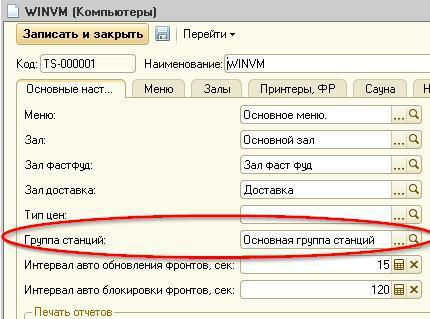 WINVM (Компьютеры)
Записать и закрыть Перейти
Код: TS-000001 Наименование: WINVM
Основные наст... Меню Залы Принтеры, ФР Сауна Н
Меню: Основное меню. ...
Зал: Основной зал ...
Зал фастфуд: Зал фаст фуд ...
Зал доставка: Доставка ...
Тип цен: ...
Группа станций: Основная группа станций ...
Интервал авто обновления фронтов, сек: 15
Интервал авто блокировки фронтов, сек: 120
Печать отчетов